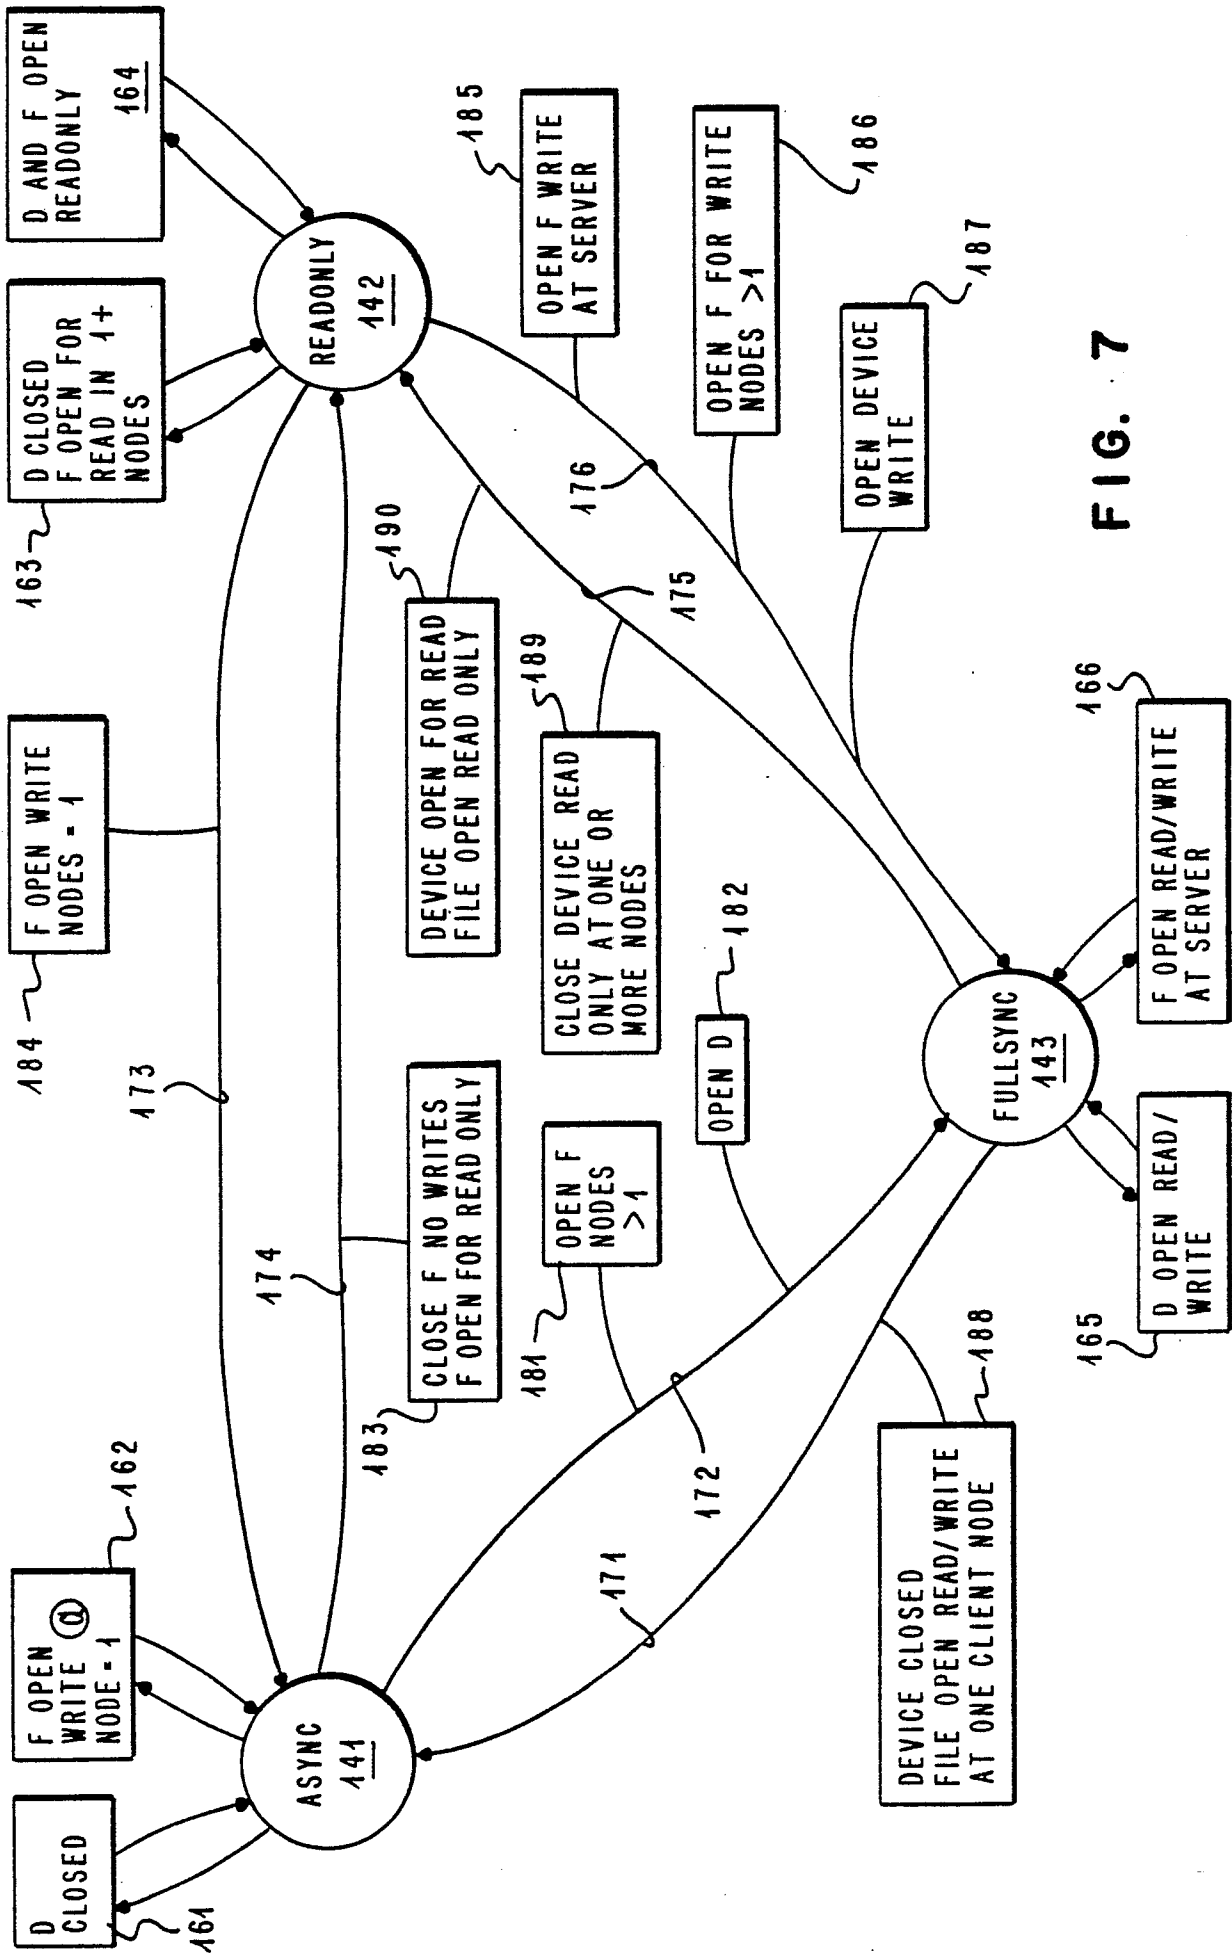 D
CLOSED
161
F OPEN
WRITE @
NODE = 1
162
184
F OPEN WRITE
NODES = 1
163
D CLOSED
F OPEN FOR
READ IN 1+
NODES
D AND F OPEN
READONLY
164
ASYNC
141
173
174
READONLY
142
183
CLOSE F NO WRITES
F OPEN FOR READ ONLY
190
DEVICE OPEN FOR READ
FILE OPEN READ ONLY
185
OPEN F WRITE
AT SERVER
181
OPEN F
NODES
>1
189
CLOSE DEVICE READ
ONLY AT ONE OR
MORE NODES
176
175
171
172
OPEN D
182
OPEN F FOR WRITE
NODES >1
186
OPEN DEVICE
WRITE
187
DEVICE CLOSED
FILE OPEN READ/WRITE
AT ONE CLIENT NODE
188
FULLSYNC
143
165
D OPEN READ/
WRITE
F OPEN READ/WRITE
AT SERVER
166
FIG. 7